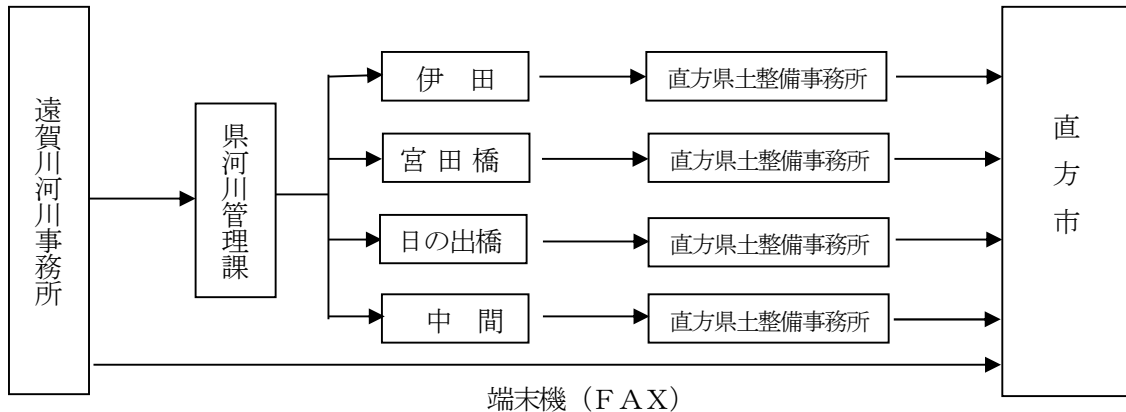 遠賀川河川事務所
県河川管理課
伊 田
直方県土整備事務所
宮 田 橋
直方県土整備事務所
日の出橋
直方県土整備事務所
中 間
直方県土整備事務所
直方市
端末機（ＦＡＸ）